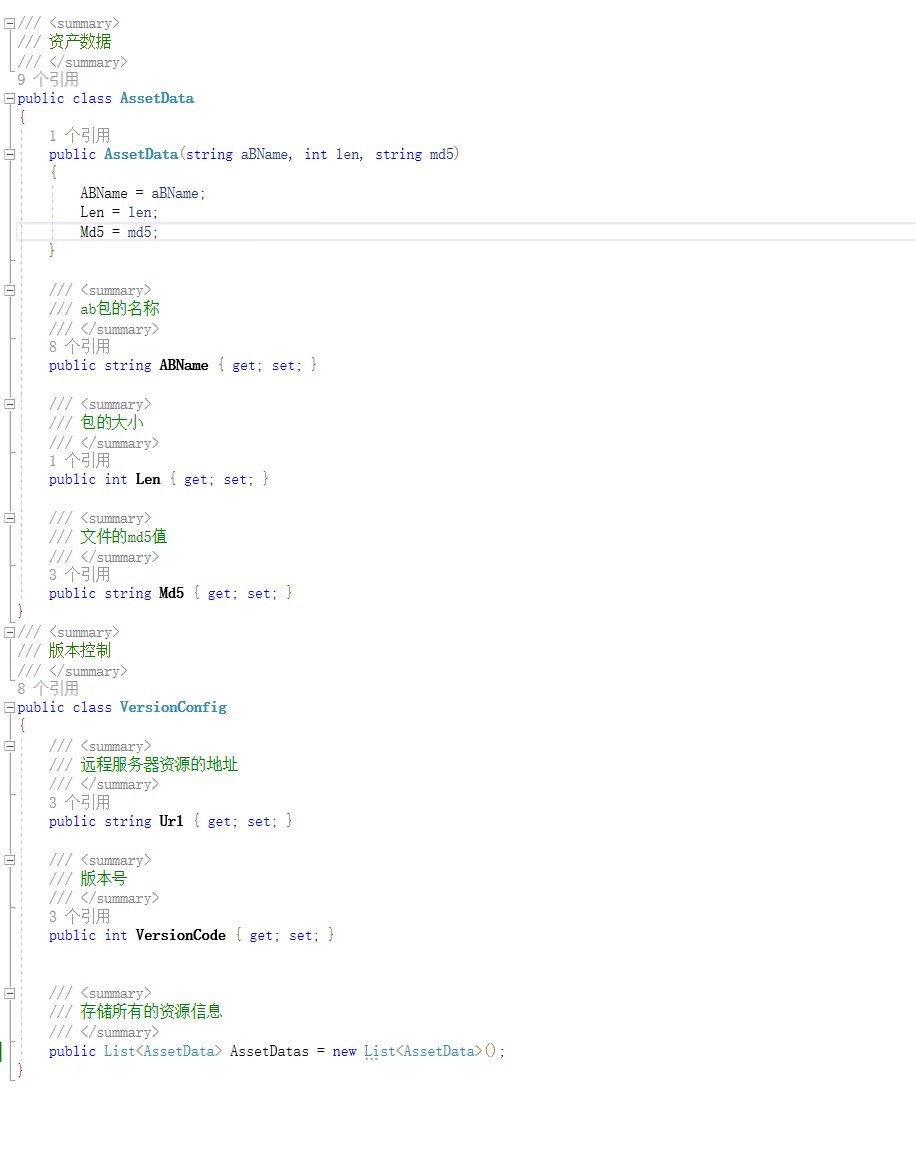 /// <summary>
/// 资产数据
/// </summary>
9 个引用
public class AssetData
{
1 个引用
public AssetData(string aBName, int len, string md5)
{
ABName = aBName;
Len = len;
Md5 = md5;
}
/// <summary>
/// ab包的名称
/// </summary>
8 个引用
public string ABName { get; set; }
/// <summary>
/// 包的大小
/// </summary>
1 个引用
public int Len { get; set; }
/// <summary>
/// 文件的md5值
/// </summary>
3 个引用
public string Md5 { get; set; }
}
/// <summary>
/// 版本控制
/// </summary>
8 个引用
public class VersionConfig
{
/// <summary>
/// 远程服务器资源的地址
/// </summary>
3 个引用
public string Url { get; set; }
/// <summary>
/// 版本号
/// </summary>
3 个引用
public int VersionCode { get; set; }
/// <summary>
/// 存储所有的资源信息
/// </summary>
public List<AssetData> AssetDatas = new List<AssetData>();
}